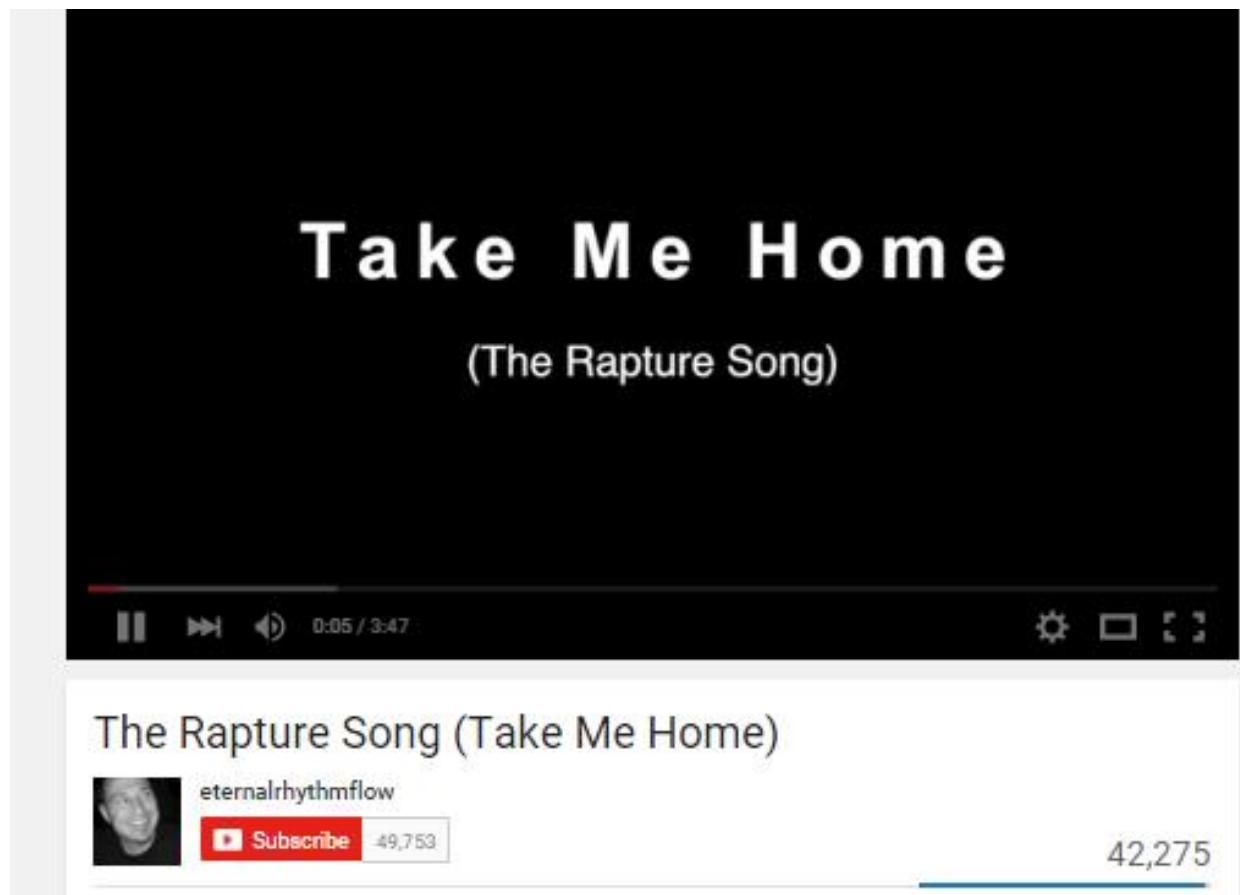 Take Me Home
(The Rapture Song)
0:05 / 3:47
The Rapture Song (Take Me Home)
eternalrhythmflow
Subscribe 49,753
42,275